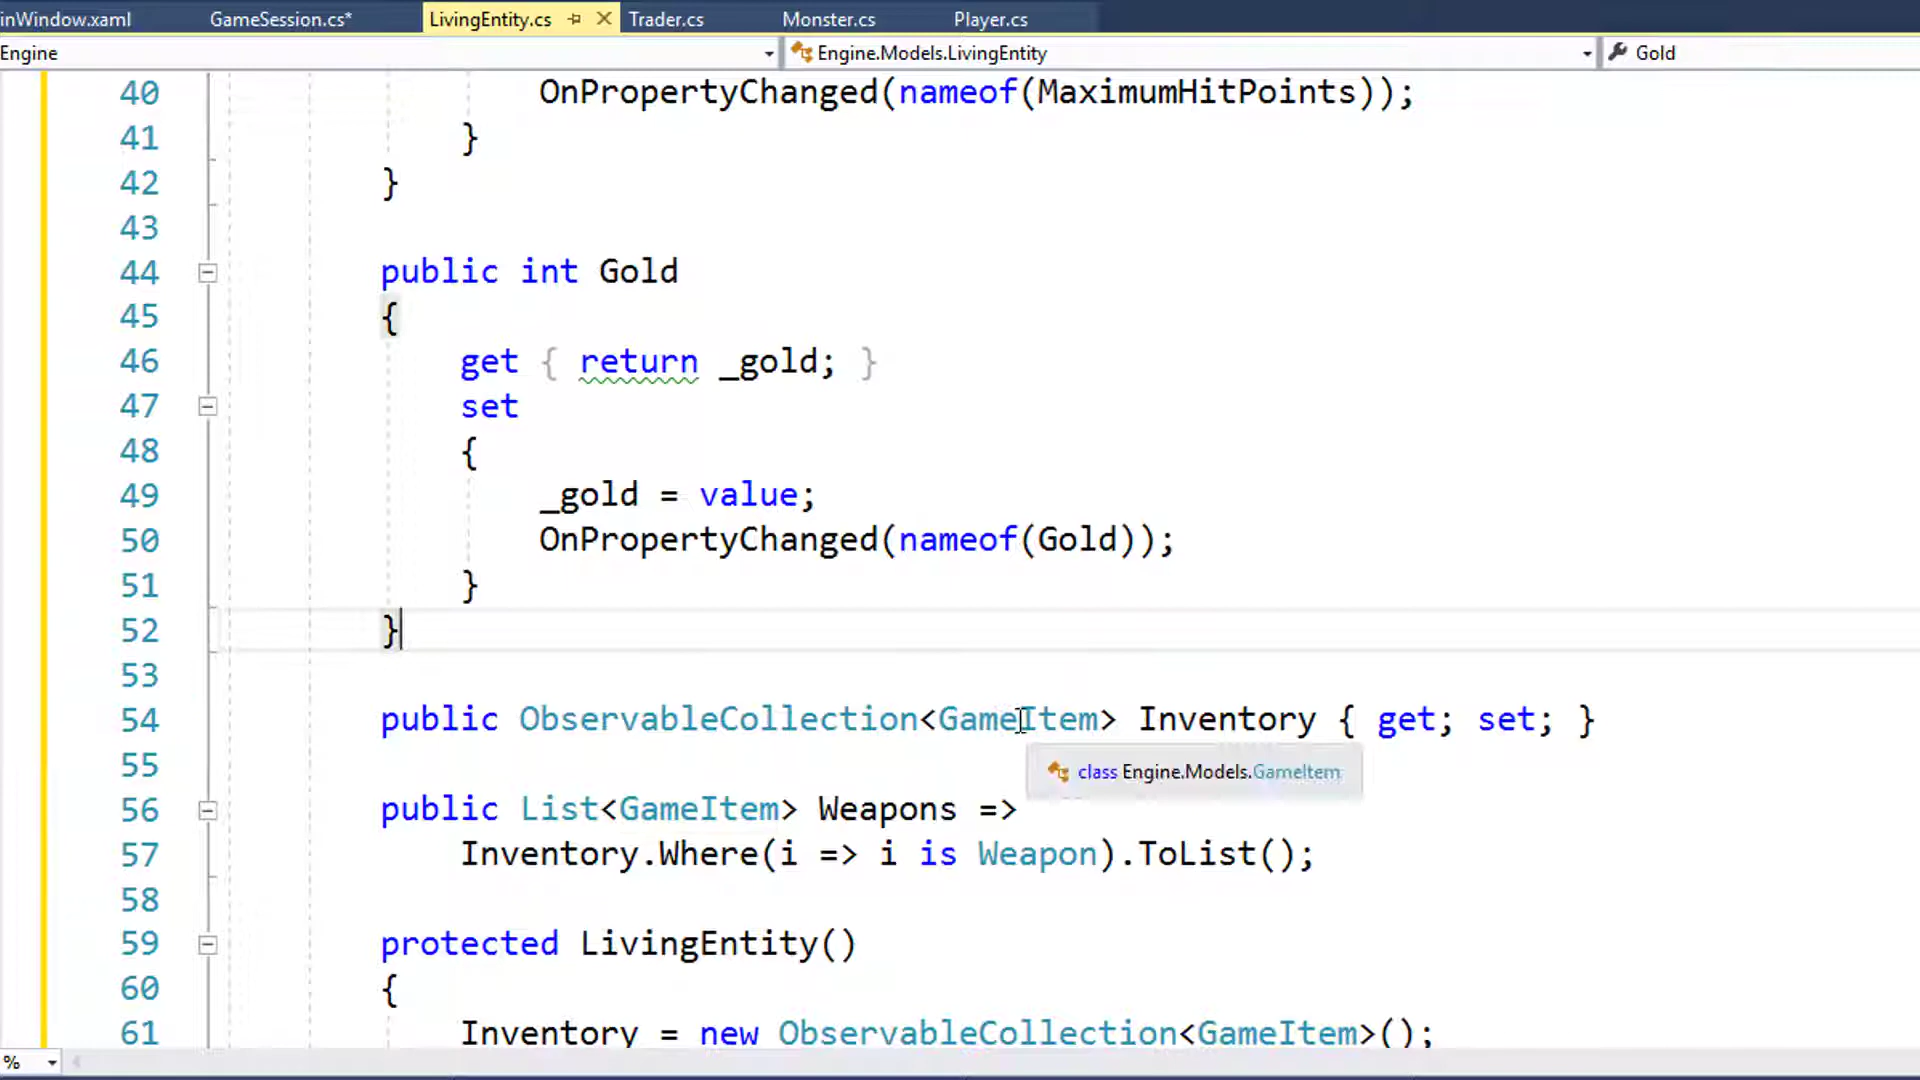 inWindow.xaml GameSession.cs* LivingEntity.cs Trader.cs Monster.cs Player.cs
Engine Engine.Models.LivingEntity Gold
40 OnPropertyChanged(nameof(MaximumHitPoints));
41 }
42 }
43
44 public int Gold
45 {
46 get { return _gold; }
47 set
48 {
49 _gold = value;
50 OnPropertyChanged(nameof(Gold));
51 }
52 }
53
54 public ObservableCollection<GameItem> Inventory { get; set; }
class Engine.Models.GameItem
55
56 public List<GameItem> Weapons =>
57 Inventory.Where(i => i is Weapon).ToList();
58
59 protected LivingEntity()
60 {
61 Inventory = new ObservableCollection<GameItem>();
%